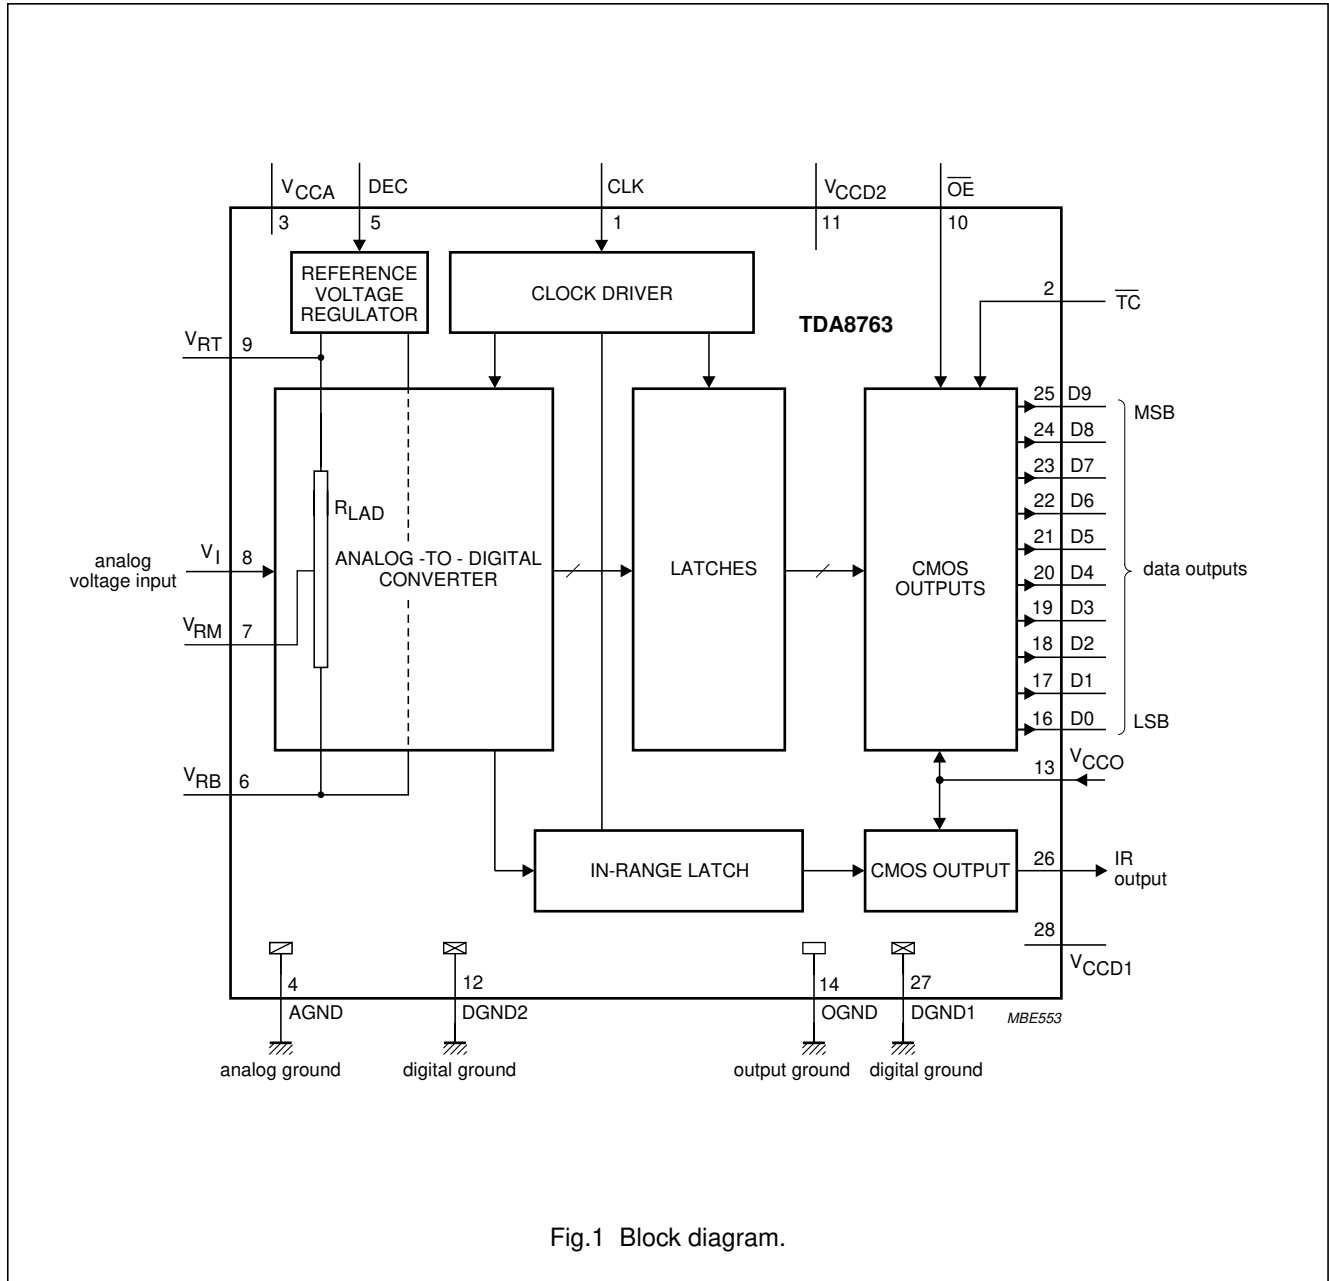 VCCA DEC CLK VCCD2 OE
3 5 1 11 10
REFERENCE
VOLTAGE
REGULATOR
CLOCK DRIVER
TDA8763
2 TC
VRT 9
25 D9 MSB
24 D8
23 D7
22 D6
21 D5
20 D4
19 D3
18 D2
17 D1
16 D0 LSB
data outputs
RLAD
analog
voltage input
VI 8
ANALOG -TO - DIGITAL
CONVERTER
LATCHES
CMOS
OUTPUTS
VRM 7
VRB 6
13 VCCO
IN-RANGE LATCH
CMOS OUTPUT
26 IR
output
28
VCCD1
4 12 14 27
AGND DGND2 OGND DGND1
MBE553
analog ground digital ground output ground digital ground
Fig.1 Block diagram.